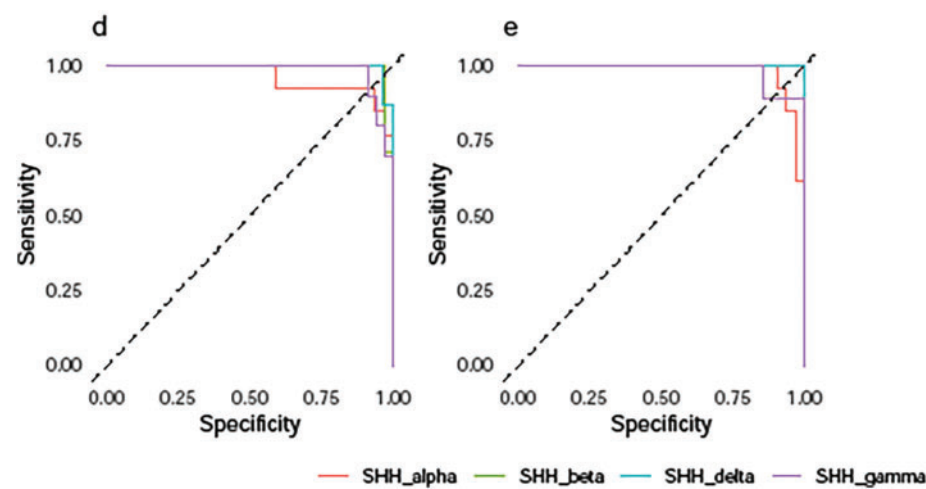 d
1.00
0.75
0.50
0.25
0.00
Sensitivity
0.00 0.25 0.50 0.75 1.00
Specificity
e
1.00
0.75
0.50
0.25
0.00
Sensitivity
0.00 0.25 0.50 0.75 1.00
Specificity
SHH_alpha SHH_beta SHH_delta SHH_gamma